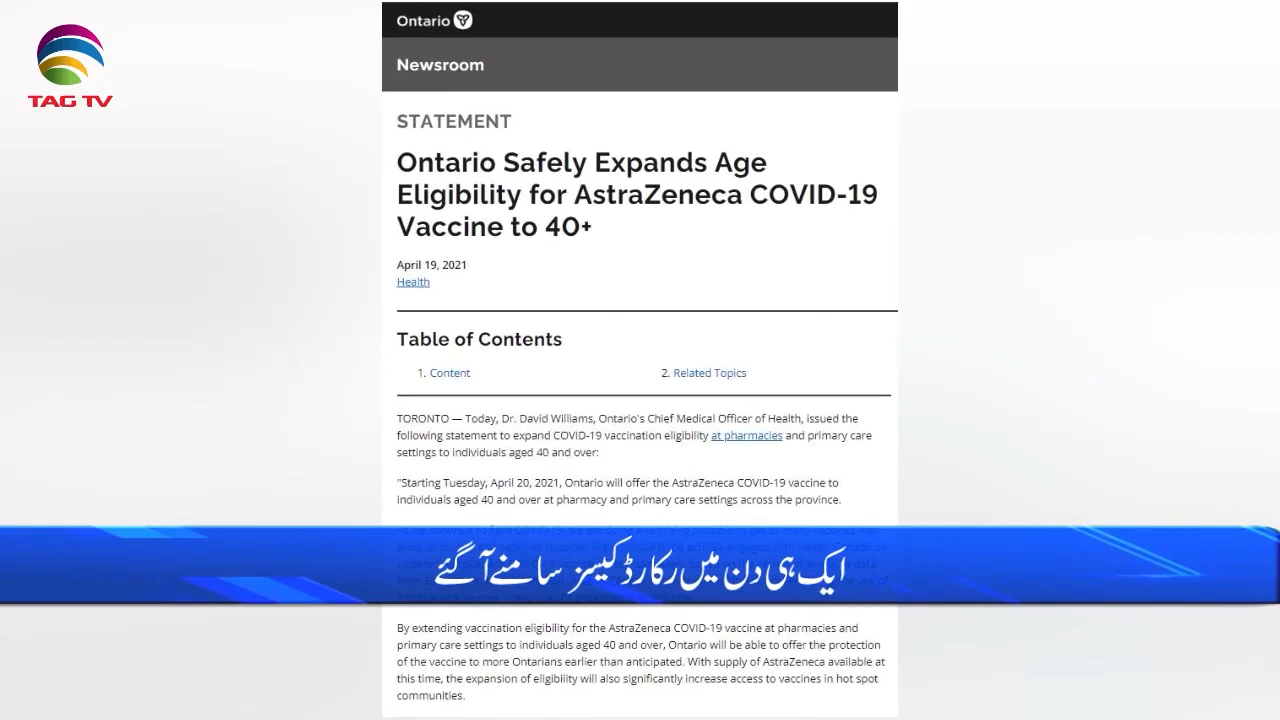 TAG TV
Ontario
Newsroom
STATEMENT
Ontario Safely Expands Age
Eligibility for AstraZeneca COVID-19
Vaccine to 40+
April 19, 2021
Health
Table of Contents
1. Content
2. Related Topics
TORONTO — Today, Dr. David Williams, Ontario's Chief Medical Officer of Health, issued the
following statement to expand COVID-19 vaccination eligibility at pharmacies and primary care
settings to individuals aged 40 and over:
"Starting Tuesday, April 20, 2021, Ontario will offer the AstraZeneca COVID-19 vaccine to
individuals aged 40 and over at pharmacy and primary care settings across the province.
ایک ہی دن میں رکارڈ کیسز سامنے آ گئے
By extending vaccination eligibility for the AstraZeneca COVID-19 vaccine at pharmacies and
primary care settings to individuals aged 40 and over, Ontario will be able to offer the protection
of the vaccine to more Ontarians earlier than anticipated. With supply of AstraZeneca available at
this time, the expansion of eligibility will also significantly increase access to vaccines in hot spot
communities.